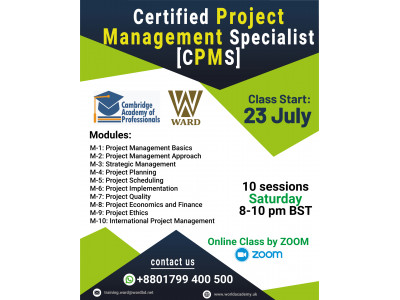 Certified Project
Management Specialist
[CPMS]
Cambridge
Academy of
Professionals
WARD
Class Start:
23 July
Modules:
M-1: Project Management Basics
M-2: Project Management Approach
M-3: Strategic Management
M-4: Project Planning
M-5: Project Scheduling
M-6: Project Implementation
M-7: Project Quality
M-8: Project Economics and Finance
M-9: Project Ethics
M-10: International Project Management
10 sessions
Saturday
8-10 pm BST
Online Class by ZOOM
zoom
contact us
+8801799 400 500